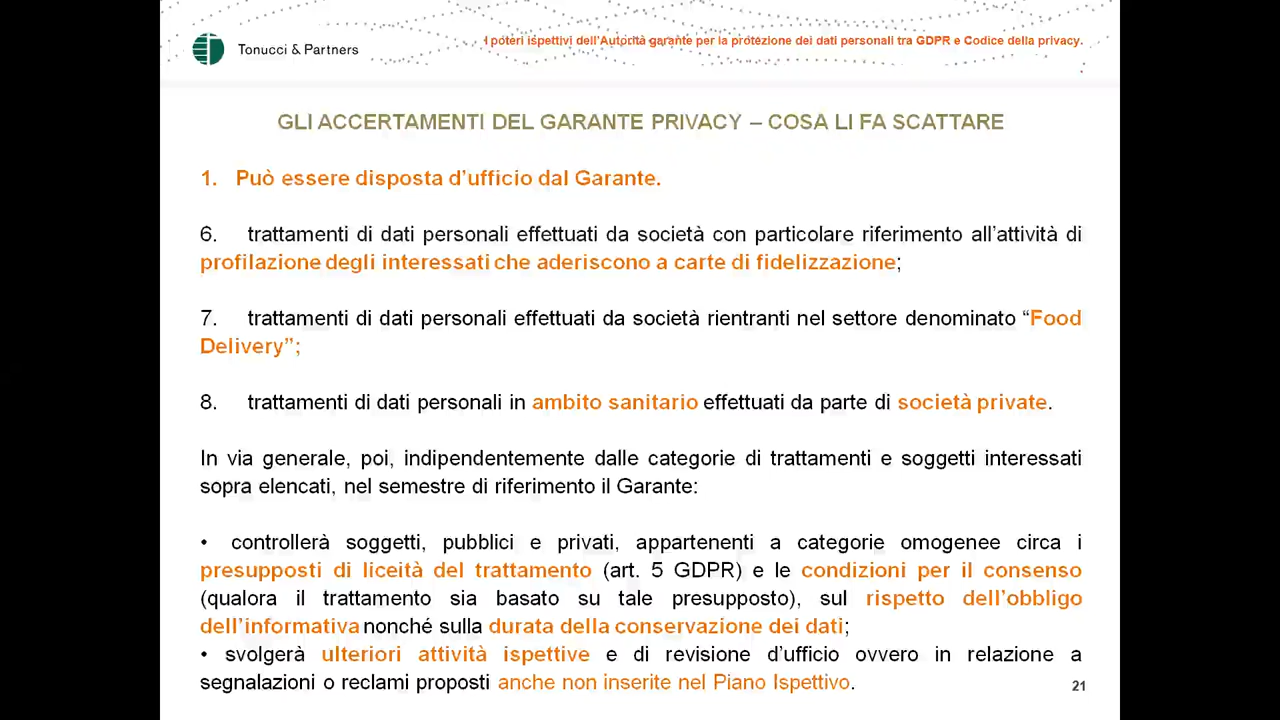 Tonucci & Partners
I poteri ispettivi dell'Autorità garante per la protezione dei dati personali tra GDPR e Codice della privacy.
GLI ACCERTAMENTI DEL GARANTE PRIVACY – COSA LI FA SCATTARE
1. Può essere disposta d'ufficio dal Garante.
6. trattamenti di dati personali effettuati da società con particolare riferimento all'attività di
profilazione degli interessati che aderiscono a carte di fidelizzazione;
7. trattamenti di dati personali effettuati da società rientranti nel settore denominato “Food
Delivery”;
8. trattamenti di dati personali in ambito sanitario effettuati da parte di società private.
In via generale, poi, indipendentemente dalle categorie di trattamenti e soggetti interessati
sopra elencati, nel semestre di riferimento il Garante:
• controllerà soggetti, pubblici e privati, appartenenti a categorie omogenee circa i
presupposti di liceità del trattamento (art. 5 GDPR) e le condizioni per il consenso
(qualora il trattamento sia basato su tale presupposto), sul rispetto dell'obbligo
dell'informativa nonché sulla durata della conservazione dei dati;
• svolgerà ulteriori attività ispettive e di revisione d'ufficio ovvero in relazione a
segnalazioni o reclami proposti anche non inserite nel Piano Ispettivo.
21